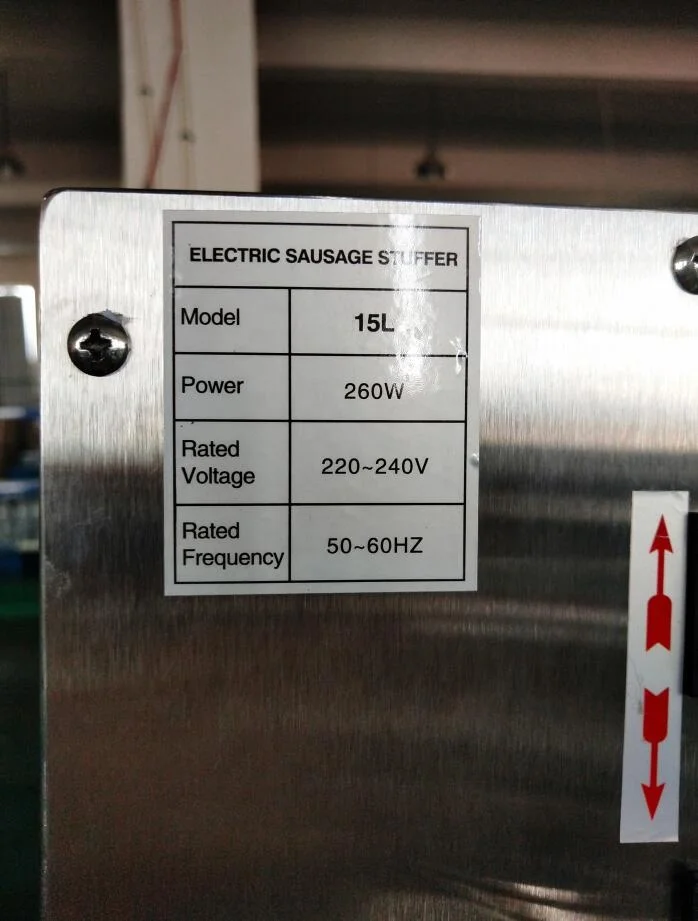 ELECTRIC SAUSAGE STUFFER
Model 15L
Power 260W
Rated Voltage 220~240V
Rated Frequency 50~60HZ